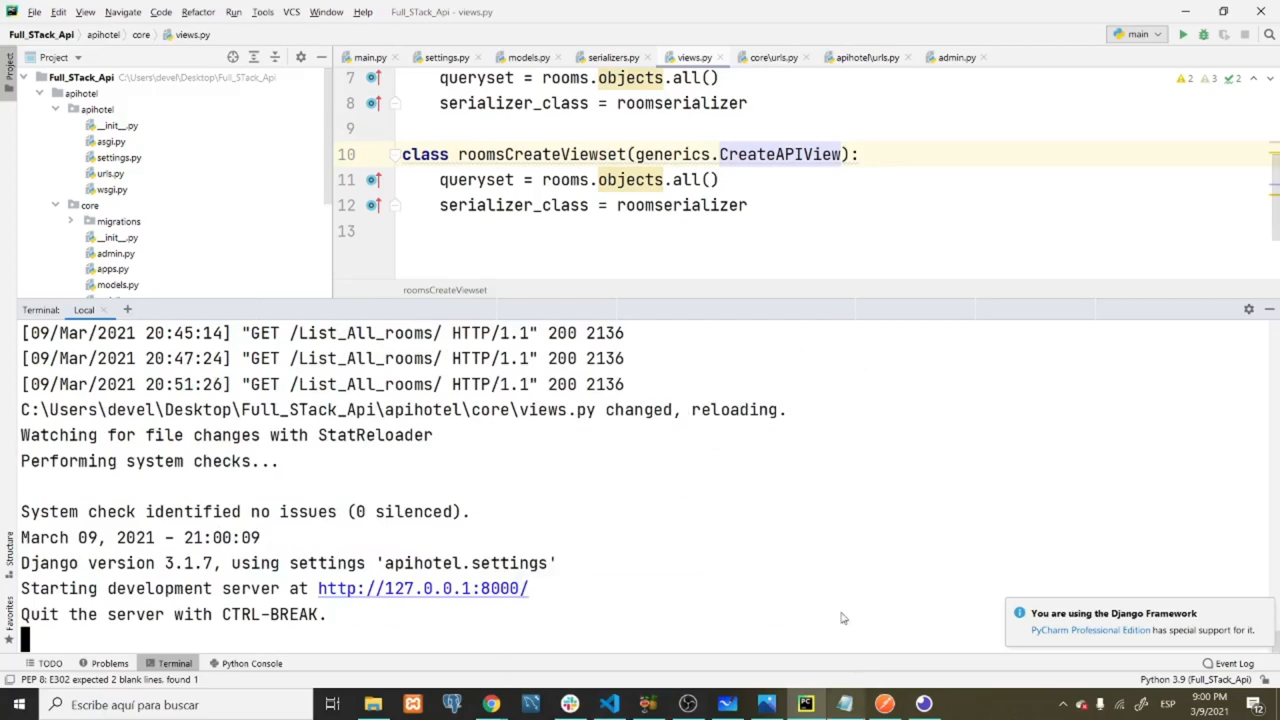 File Edit View Navigate Code Refactor Run Tools VCS Window Help Full_STack_Api - views.py
Full_STack_Api apihotel core views.py main
Project main.py settings.py models.py serializers.py views.py core\urls.py apihotel\urls.py admin.py
Project
Full_STack_Api C:\Users\devel\Desktop\Full_STack_Api
apihotel
apihotel
__init__.py
asgi.py
settings.py
urls.py
wsgi.py
core
migrations
__init__.py
admin.py
apps.py
models.py
2 3 2
7 queryset = rooms.objects.all()
8 serializer_class = roomserializer
9
10 class roomsCreateViewset(generics.CreateAPIView):
11 queryset = rooms.objects.all()
12 serializer_class = roomserializer
13
roomsCreateViewset
Terminal: Local +
[09/Mar/2021 20:45:14] "GET /List_All_rooms/ HTTP/1.1" 200 2136
[09/Mar/2021 20:47:24] "GET /List_All_rooms/ HTTP/1.1" 200 2136
[09/Mar/2021 20:51:26] "GET /List_All_rooms/ HTTP/1.1" 200 2136
C:\Users\devel\Desktop\Full_STack_Api\apihotel\core\views.py changed, reloading.
Watching for file changes with StatReloader
Performing system checks...
System check identified no issues (0 silenced).
March 09, 2021 - 21:00:09
Django version 3.1.7, using settings 'apihotel.settings'
Starting development server at http://127.0.0.1:8000/
Quit the server with CTRL-BREAK.
Structure
Favorites
You are using the Django Framework
PyCharm Professional Edition has special support for it.
TODO Problems Terminal Python Console Event Log
PEP 8: E302 expected 2 blank lines, found 1 Python 3.9 (Full_STack_Api)
Escribe aquí para buscar
ESP
9:00 PM
3/9/2021